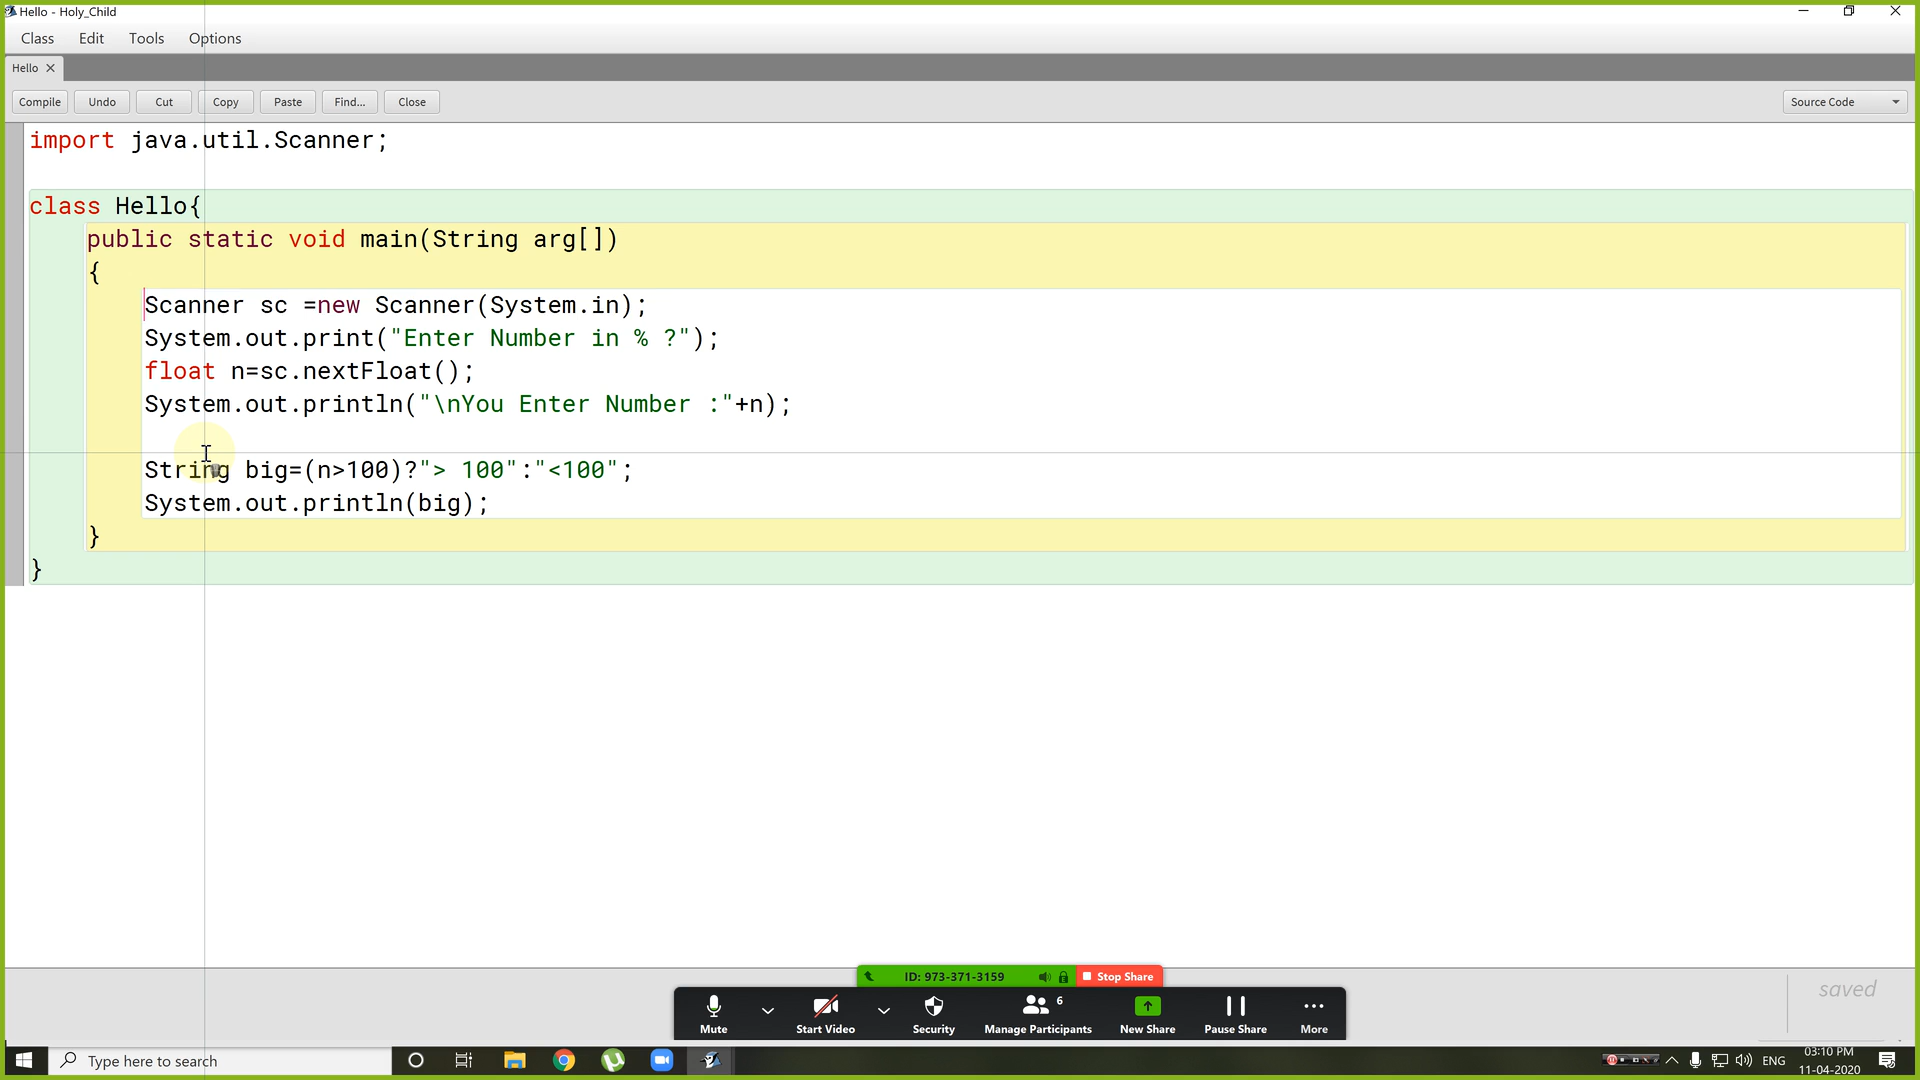 Hello - Holy_Child
Class Edit Tools Options
Hello
Compile Undo Cut Copy Paste Find... Close Source Code
import java.util.Scanner;
class Hello{
public static void main(String arg[])
{
Scanner sc =new Scanner(System.in);
System.out.print("Enter Number in % ?");
float n=sc.nextFloat();
System.out.println("\nYou Enter Number :"+n);
String big=(n>100)?"> 100":"<100";
System.out.println(big);
}
}
ID: 973-371-3159 Stop Share
saved
6
Mute Start Video Security Manage Participants New Share Pause Share More
Type here to search
ENG
03:10 PM
11-04-2020